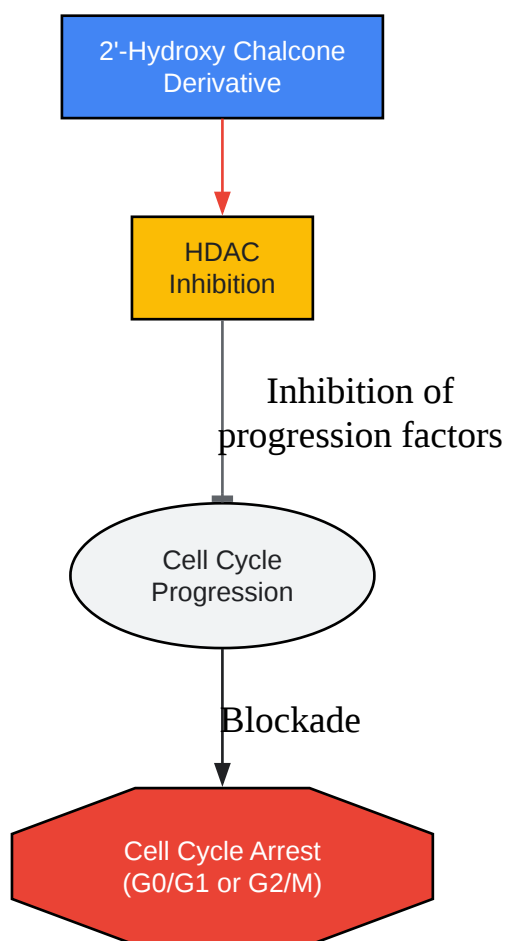 2'-Hydroxy Chalcone
Derivative
HDAC
Inhibition
Inhibition of
progression factors
Cell Cycle
Progression
Blockade
Cell Cycle Arrest
(G0/G1 or G2/M)